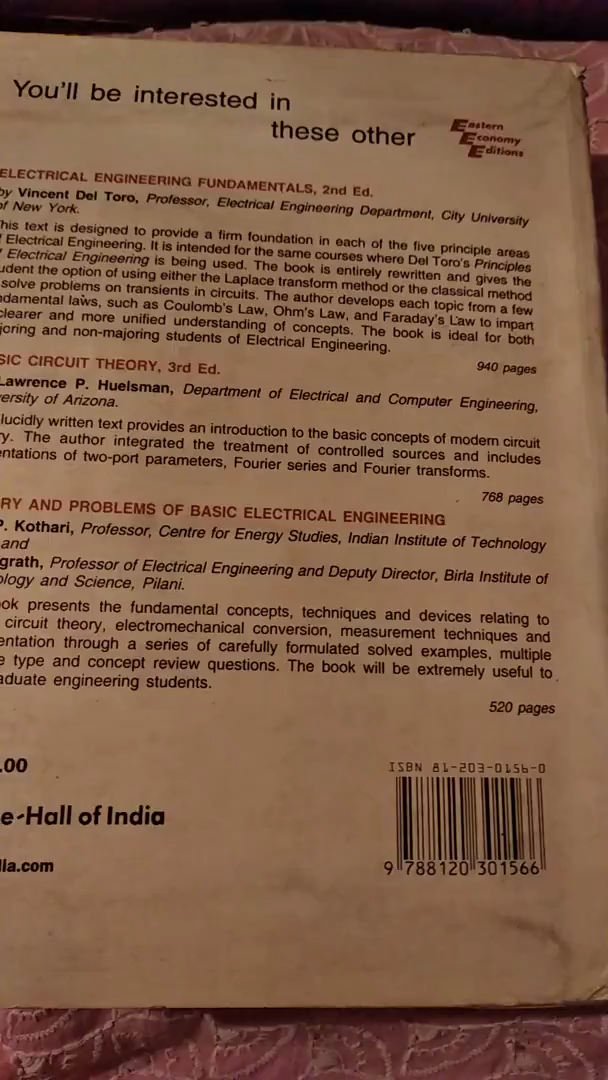 You'll be interested in
these other
Eastern
Economy
Editions
ELECTRICAL ENGINEERING FUNDAMENTALS, 2nd Ed.
by Vincent Del Toro, Professor, Electrical Engineering Department, City University
of New York.
his text is designed to provide a firm foundation in each of the five principle areas
f Electrical Engineering. It is intended for the same courses where Del Toro's Principles
f Electrical Engineering is being used. The book is entirely rewritten and gives the
udent the option of using either the Laplace transform method or the classical method
solve problems on transients in circuits. The author develops each topic from a few
ndamental laws, such as Coulomb's Law, Ohm's Law, and Faraday's Law to impart
clearer and more unified understanding of concepts. The book is ideal for both
joring and non-majoring students of Electrical Engineering.
940 pages
SIC CIRCUIT THEORY, 3rd Ed.
Lawrence P. Huelsman, Department of Electrical and Computer Engineering,
versity of Arizona.
lucidly written text provides an introduction to the basic concepts of modern circuit
ry. The author integrated the treatment of controlled sources and includes
entations of two-port parameters, Fourier series and Fourier transforms.
768 pages
RY AND PROBLEMS OF BASIC ELECTRICAL ENGINEERING
P. Kothari, Professor, Centre for Energy Studies, Indian Institute of Technology
and
grath, Professor of Electrical Engineering and Deputy Director, Birla Institute of
ology and Science, Pilani.
ok presents the fundamental concepts, techniques and devices relating to
circuit theory, electromechanical conversion, measurement techniques and
entation through a series of carefully formulated solved examples, multiple
e type and concept review questions. The book will be extremely useful to
aduate engineering students.
520 pages
.00
ISBN 81-203-0156-0
e-Hall of India
dia.com
9 788120 301566